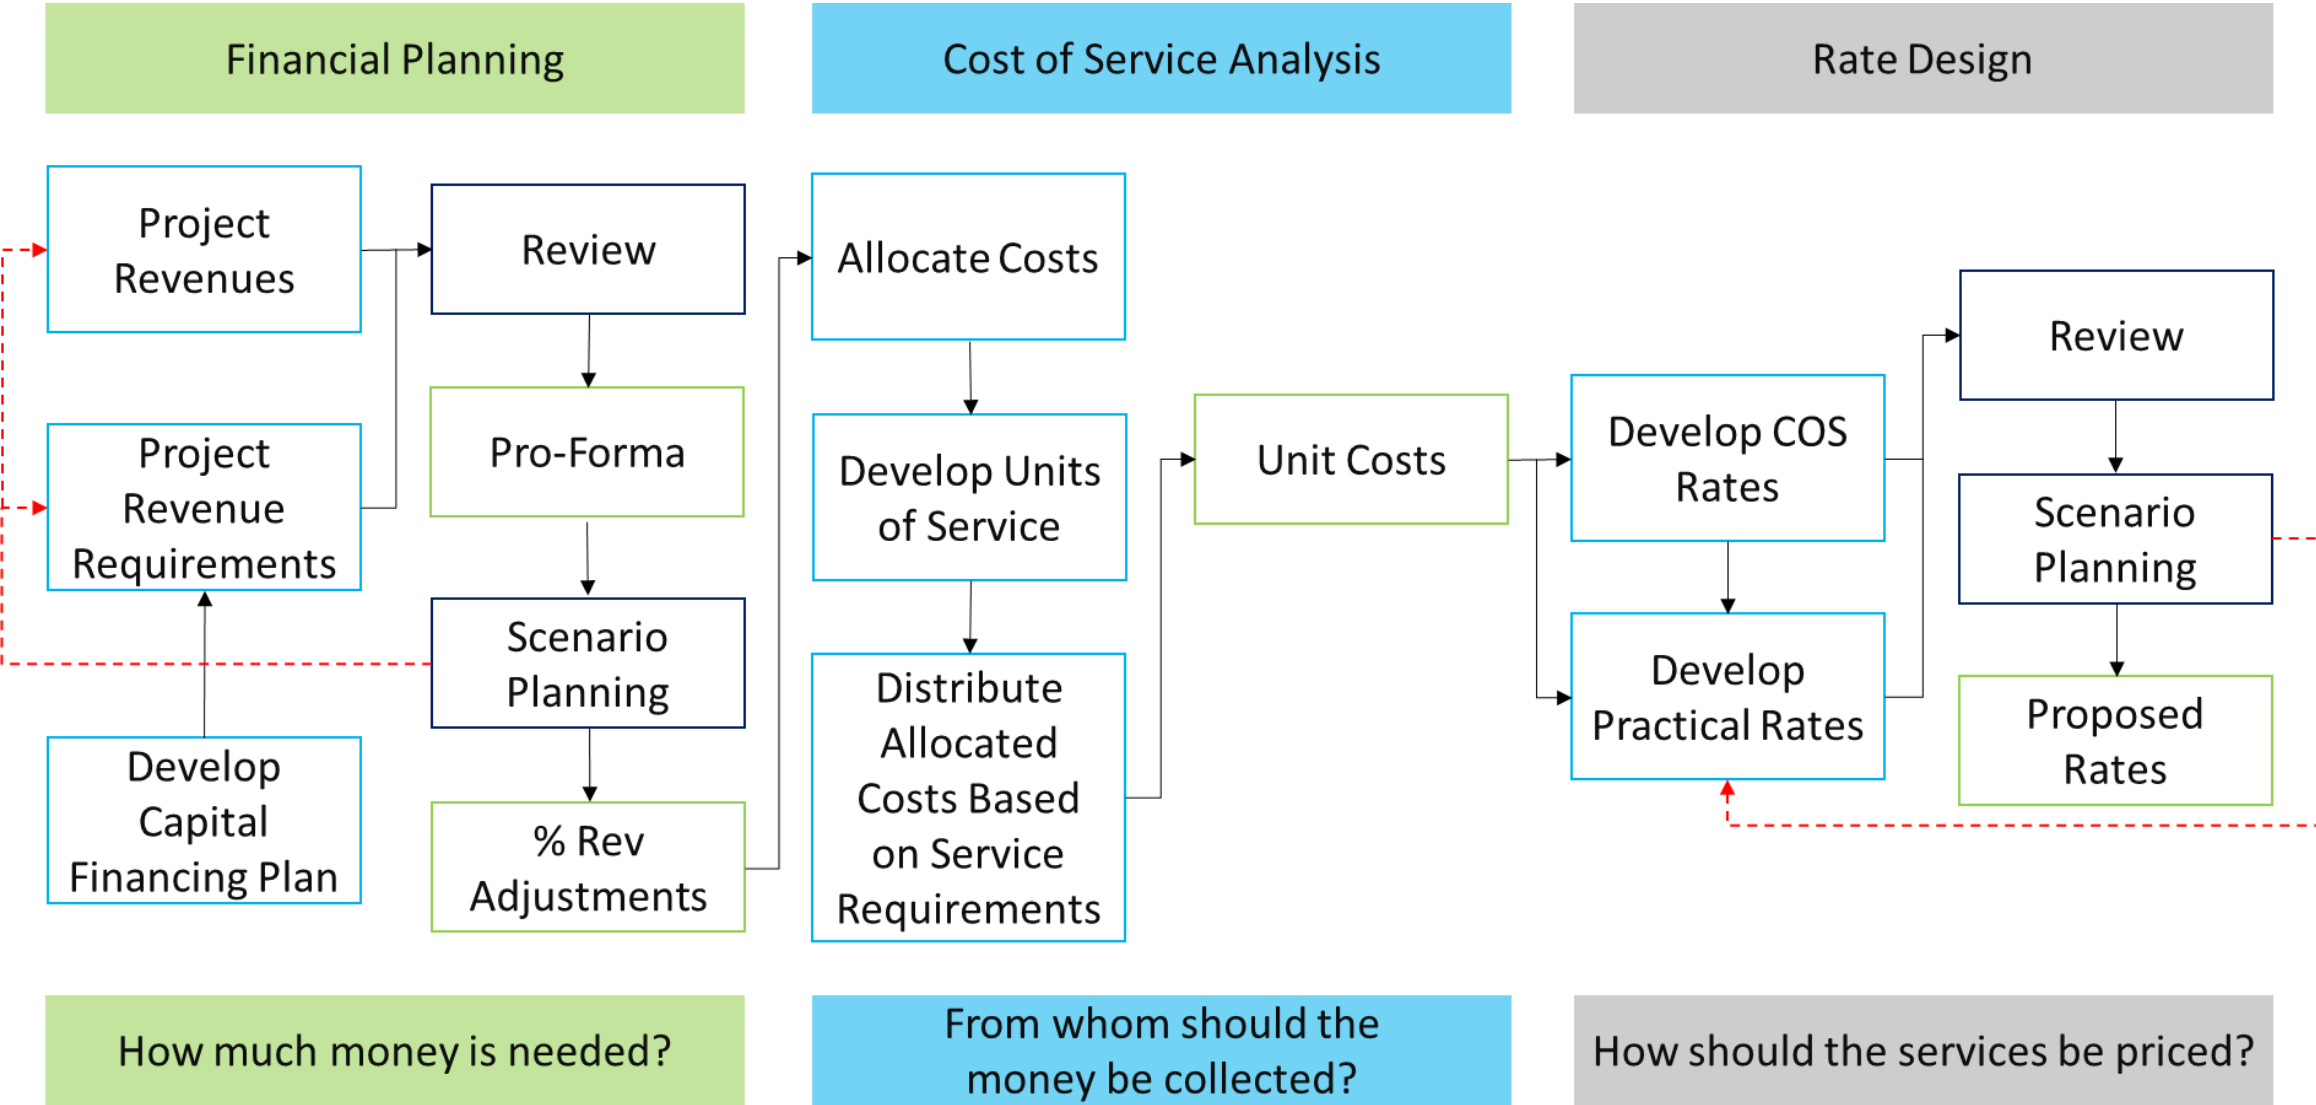 Financial Planning
Cost of Service Analysis
Rate Design
Project
Revenues
Review
Project
Revenue
Requirements
Pro-Forma
Develop
Capital
Financing Plan
Scenario
Planning
% Rev
Adjustments
Allocate Costs
Develop Units
of Service
Distribute
Allocated
Costs Based
on Service
Requirements
Unit Costs
Develop COS
Rates
Develop
Practical Rates
Review
Scenario
Planning
Proposed
Rates
How much money is needed?
From whom should the
money be collected?
How should the services be priced?